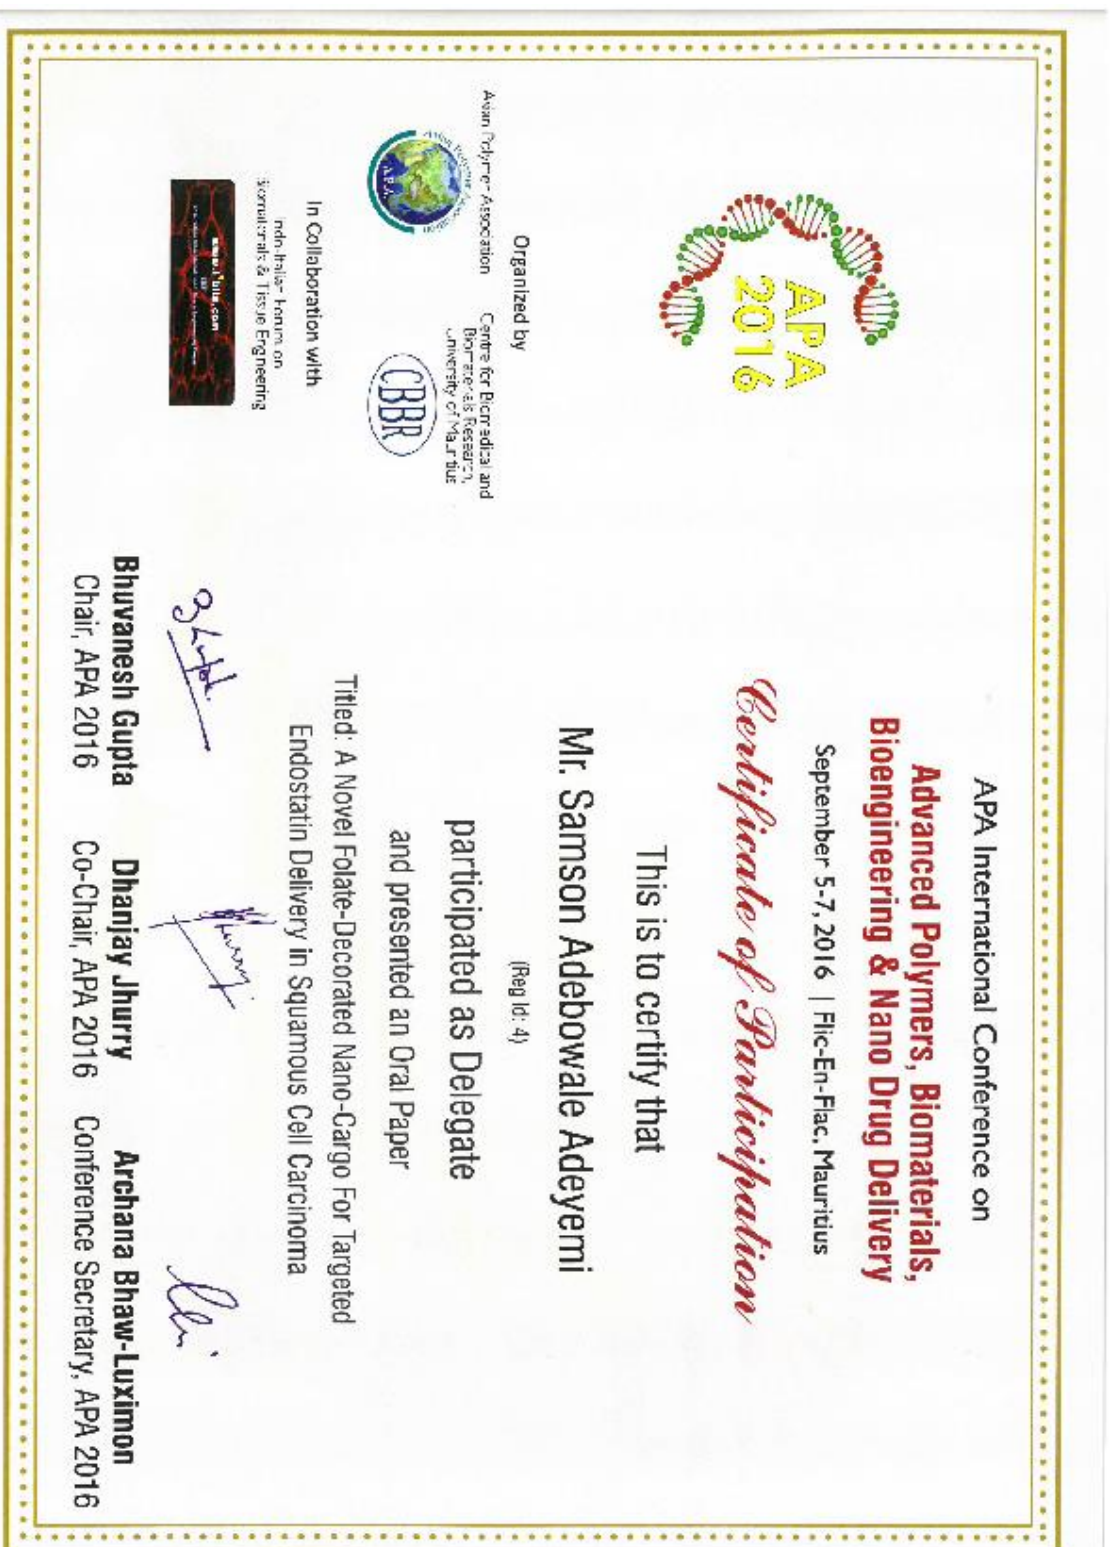 APA
2016
Organized by
Asian Polymer Association
Centre for Biomedical and
Biomaterials Research,
University of Mauritius
Asian Polymer Association
A.P.A.
CBBR
In Collaboration with
Indo-Italian Forum on
Biomaterials & Tissue Engineering
APA International Conference on
Advanced Polymers, Biomaterials,
Bioengineering & Nano Drug Delivery
September 5-7, 2016 | Flic-En-Flac, Mauritius
Certificate of Participation
This is to certify that
Mr. Samson Adebowale Adeyemi
(Reg Id: 4)
participated as Delegate
and presented an Oral Paper
Titled: A Novel Folate-Decorated Nano-Cargo For Targeted
Endostatin Delivery in Squamous Cell Carcinoma
Bhuvanesh Gupta
Chair, APA 2016
Dhanjay Jhurry
Co-Chair, APA 2016
Archana Bhaw-Luximon
Conference Secretary, APA 2016